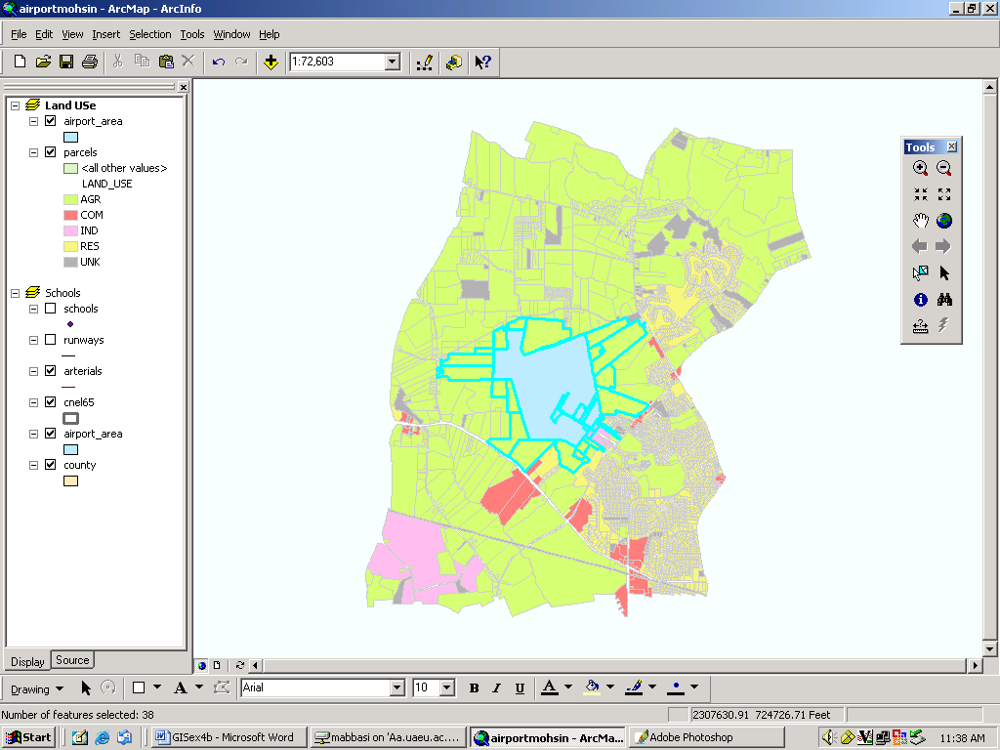 airportmohsin - ArcMap - ArcInfo
File Edit View Insert Selection Tools Window Help
1:72,603
Land USe
airport_area
parcels
<all other values>
LAND_USE
AGR
COM
IND
RES
UNK
Schools
schools
runways
arterials
cnel65
airport_area
county
Tools
Display Source
Drawing A Arial 10 B I U A
Number of features selected: 38
2307630.91 724726.71 Feet
Start
GISex4b - Microsoft Word
mabbasi on 'Aa.uaeu.ac....
airportmohsin - ArcMa...
Adobe Photoshop
11:38 AM